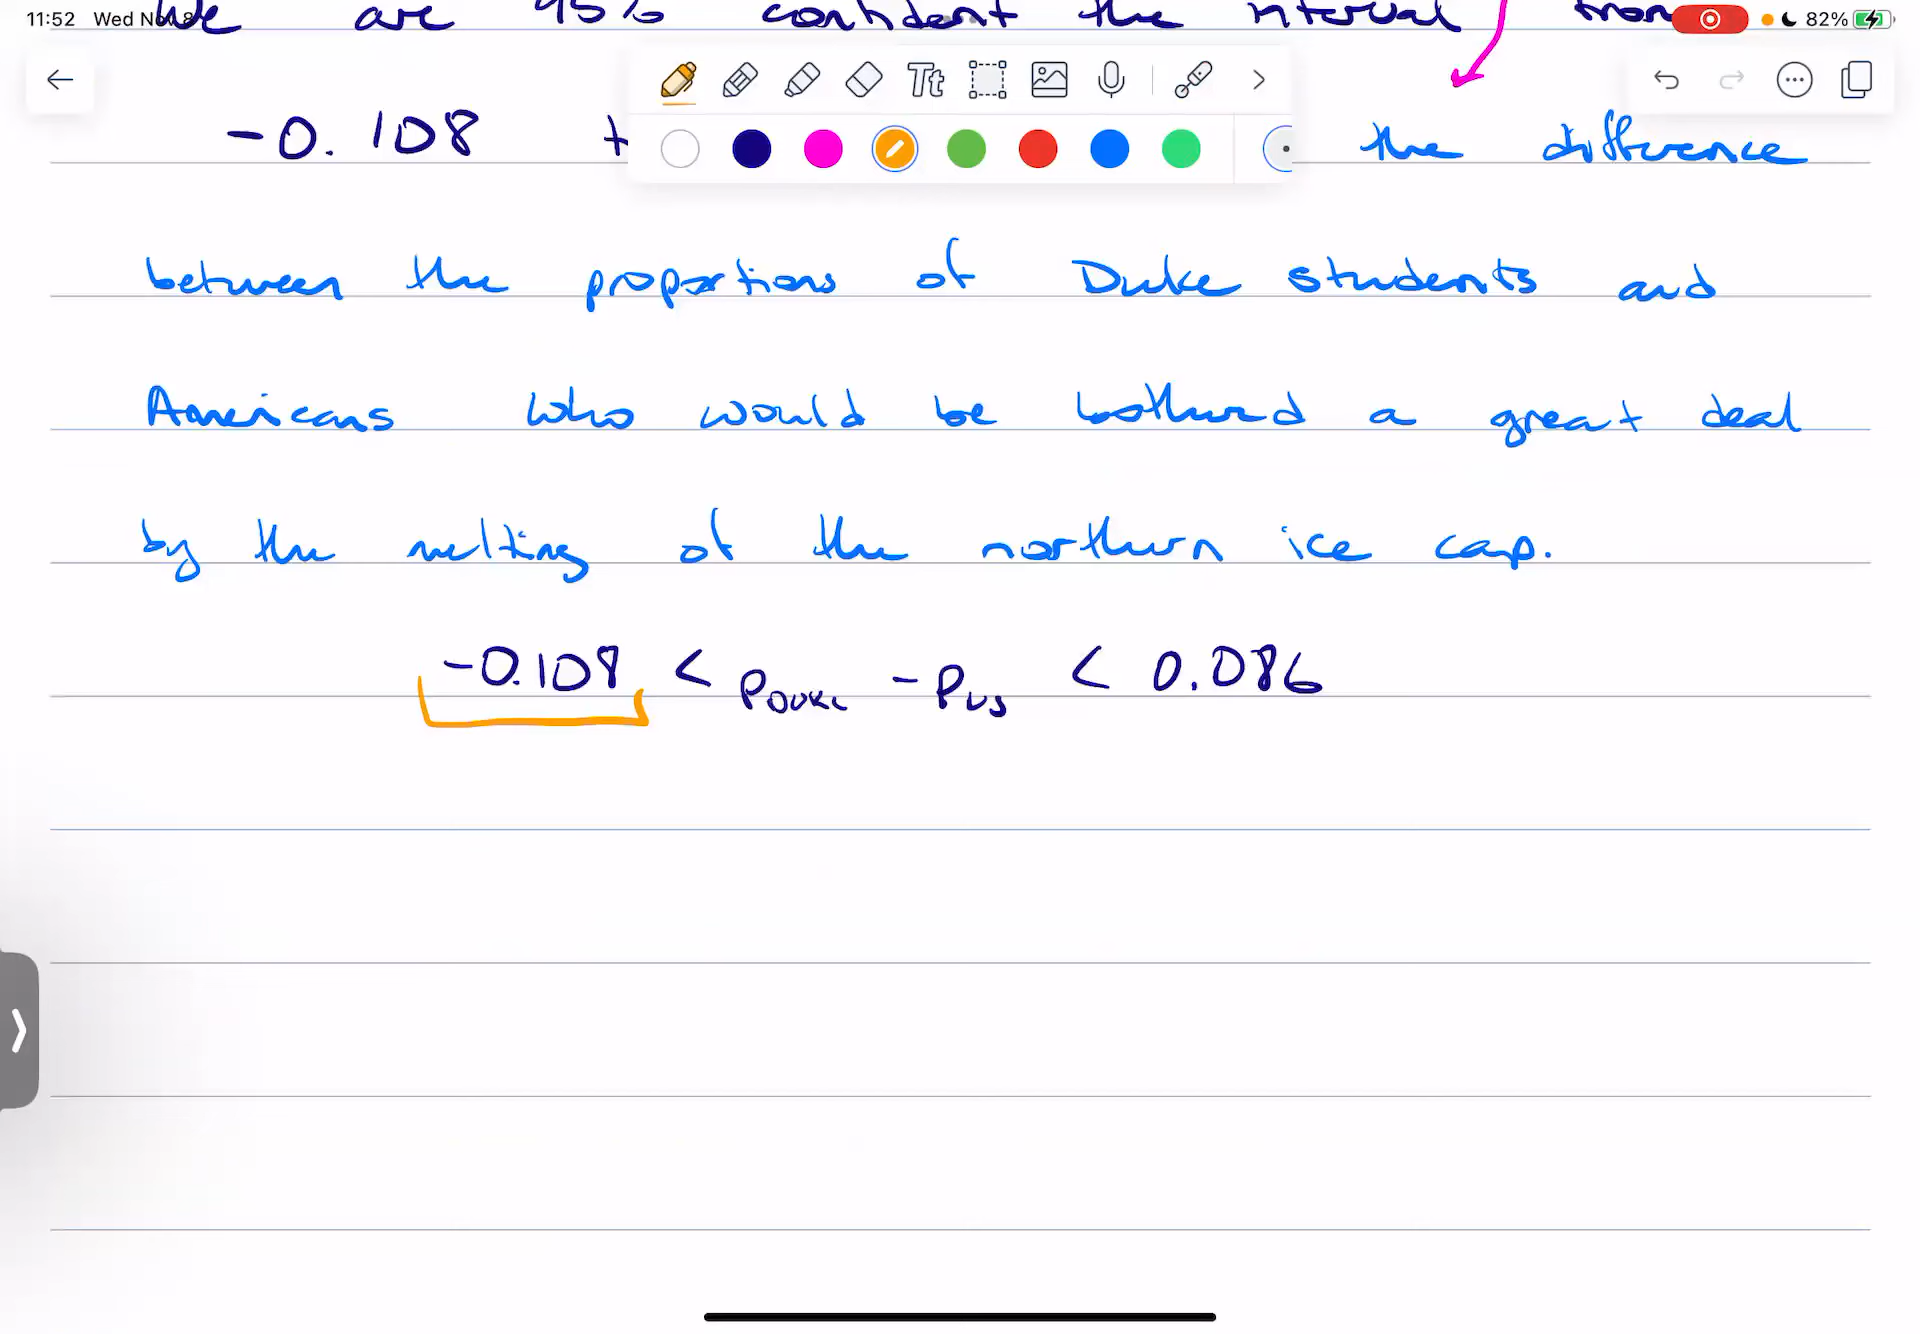 11:52 Wed Nov 8 82%
We are 95% confident the interval from
Tt
-0.108 the difference
between the proportions of Duke students and
Americans who would be bothered a great deal
by the melting of the northern ice cap.
-0.108 < PDUKE - PUS < 0.086